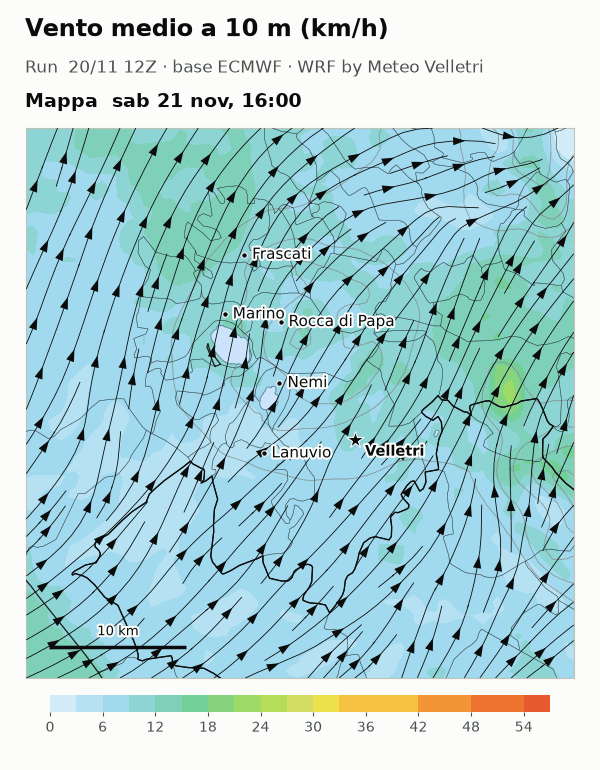 Vento medio a 10 m (km/h)
Run  20/11 12Z · base ECMWF · WRF by Meteo Velletri
Mappa  sab 21 nov, 16:00
Frascati
Marino
Rocca di Papa
Nemi
Velletri
Lanuvio
10 km
0 6 12 18 24 30 36 42 48 54